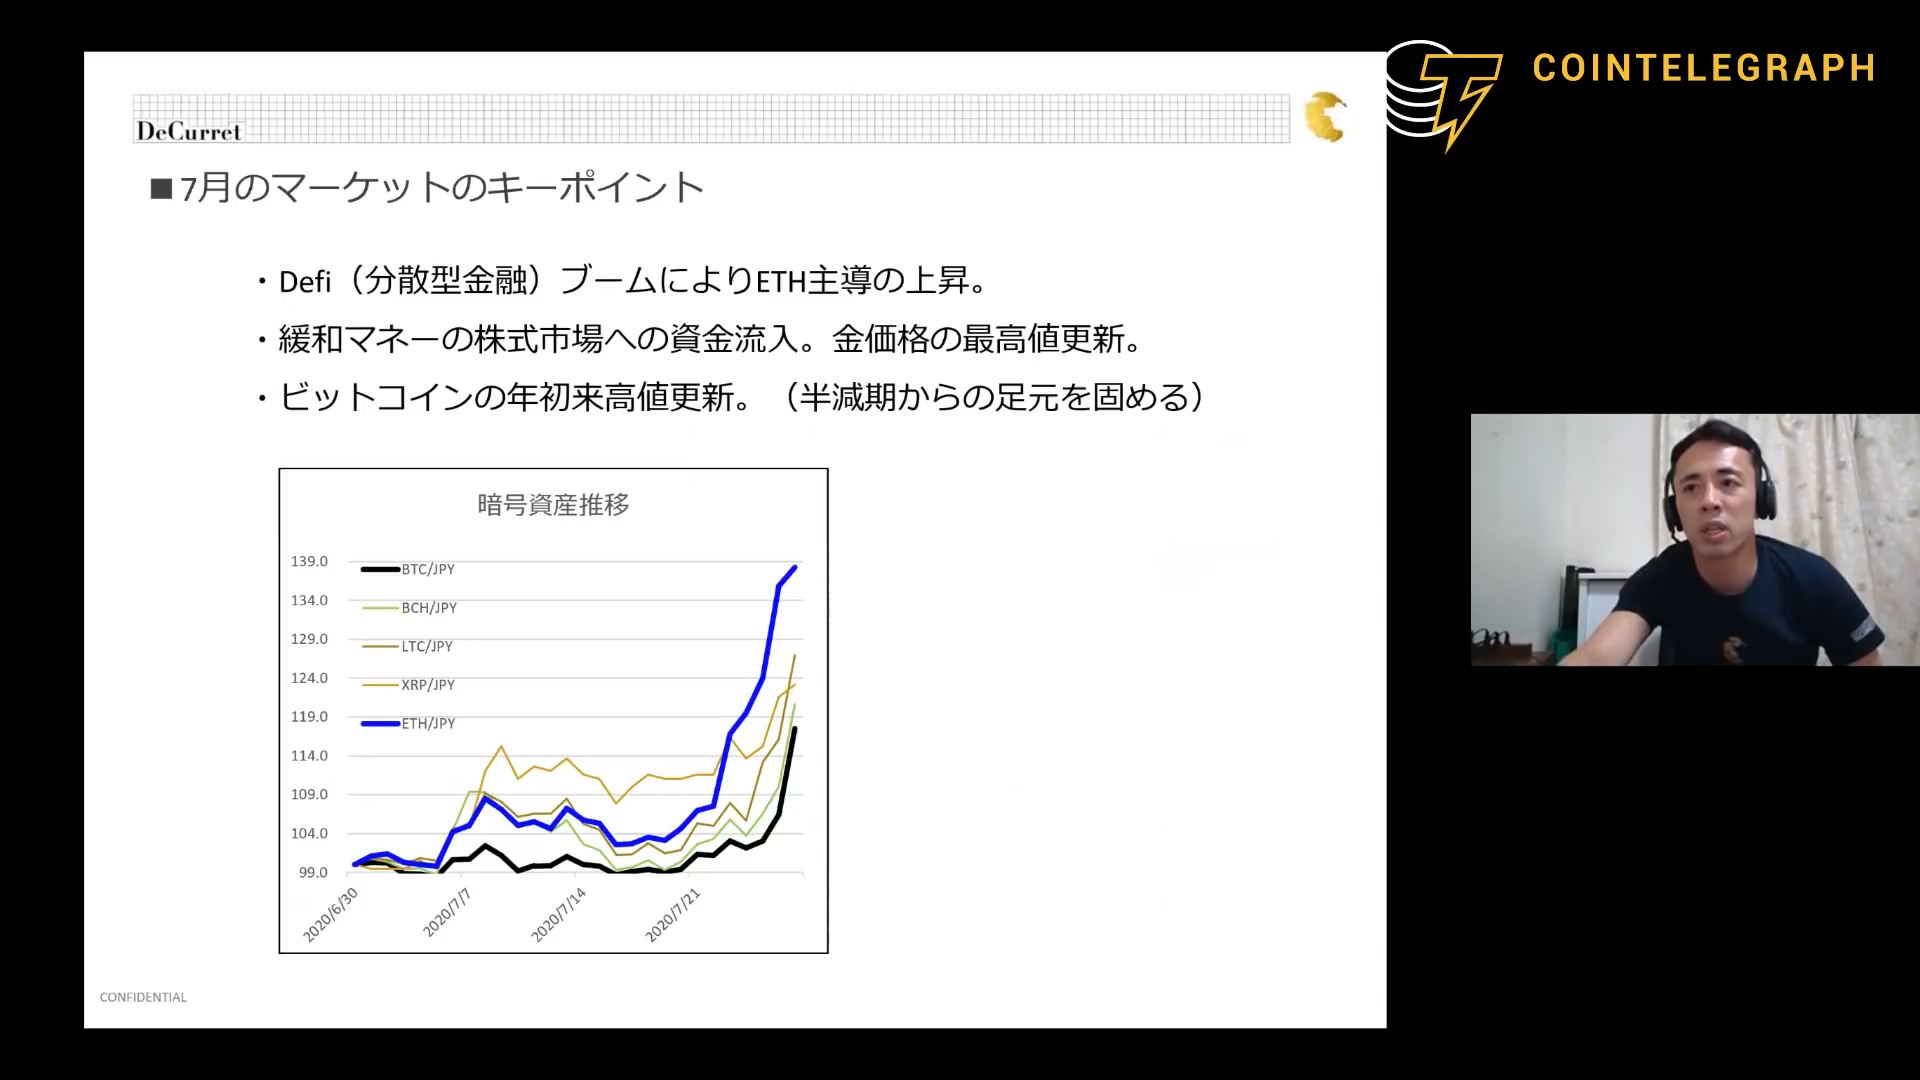 COINTELEGRAPH
DeCurret
■7月のマーケットのキーポイント
・Defi（分散型金融）ブームによりETH主導の上昇。
・緩和マネーの株式市場への資金流入。金価格の最高値更新。
・ビットコインの年初来高値更新。（半減期からの足元を固める）
暗号資産推移
139.0
134.0
129.0
124.0
119.0
114.0
109.0
104.0
99.0
BTC/JPY
BCH/JPY
LTC/JPY
XRP/JPY
ETH/JPY
2020/6/30
2020/7/7
2020/7/14
2020/7/21
CONFIDENTIAL